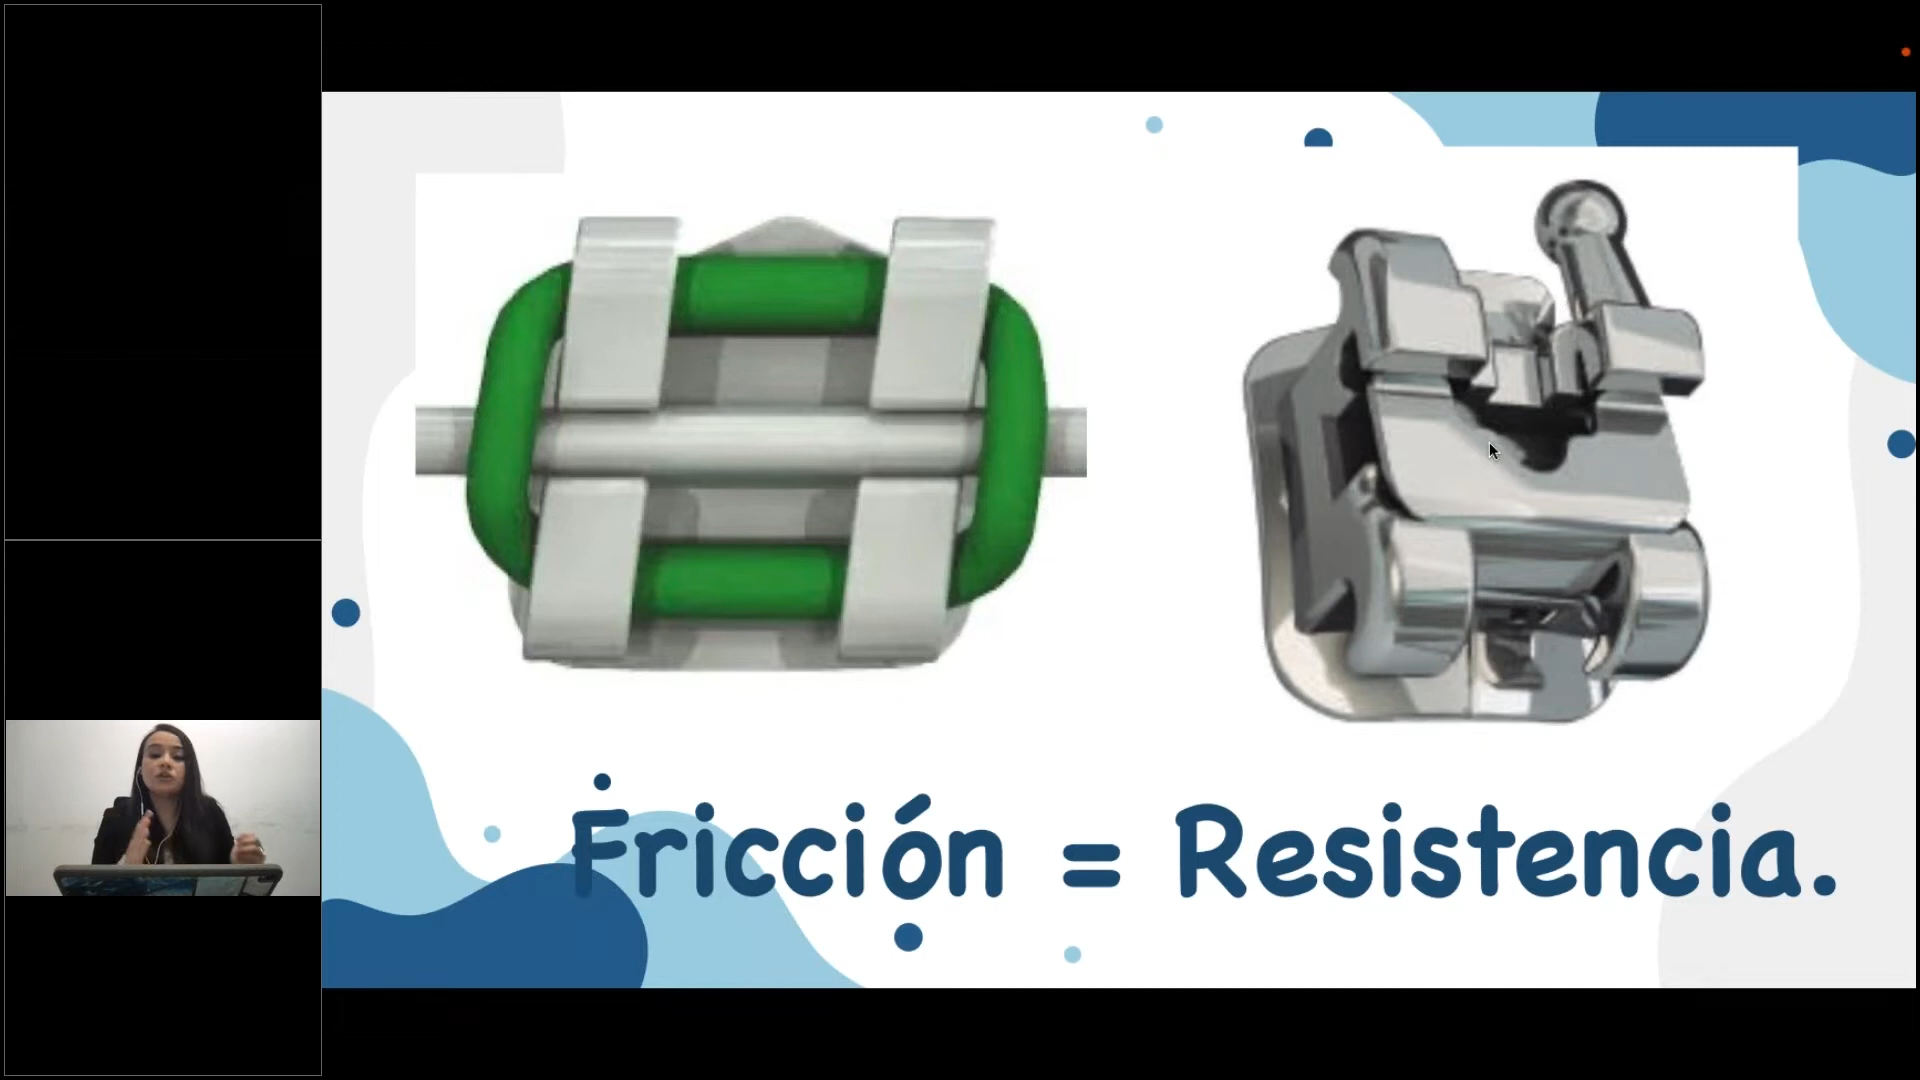 Fricción = Resistencia.